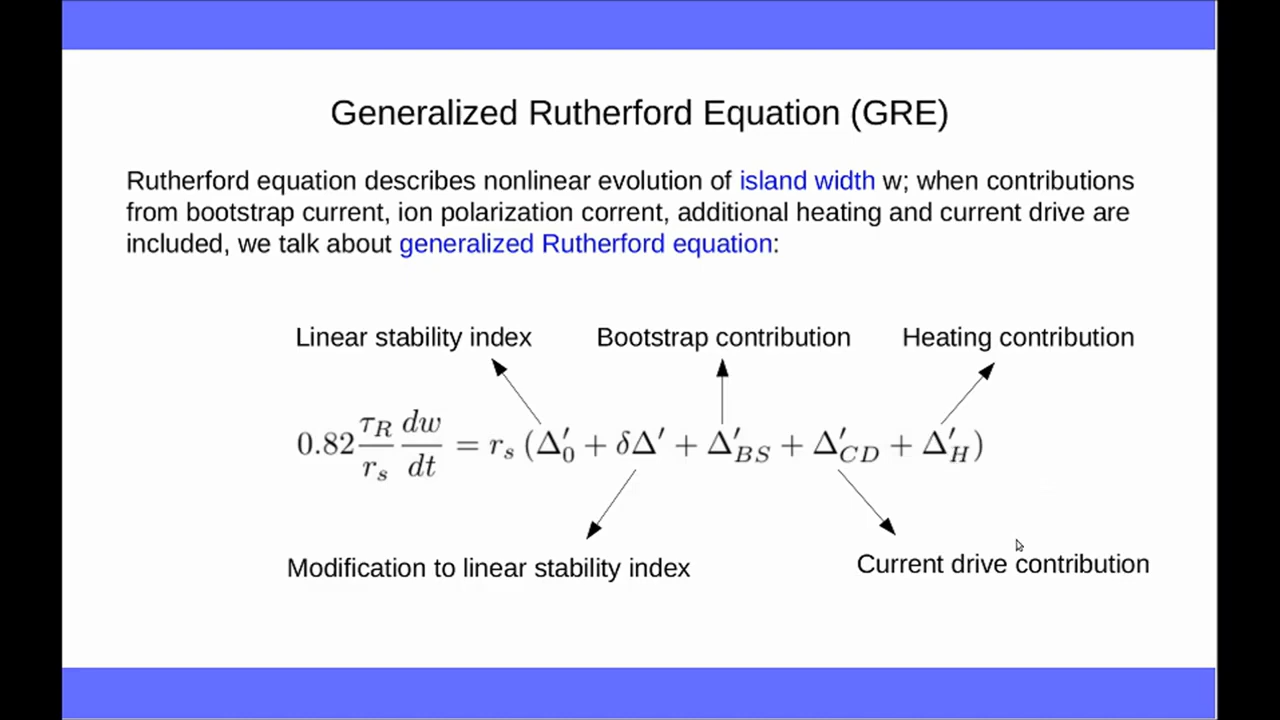 Generalized Rutherford Equation (GRE)
Rutherford equation describes nonlinear evolution of island width w; when contributions
from bootstrap current, ion polarization corrent, additional heating and current drive are
included, we talk about generalized Rutherford equation:
Linear stability index Bootstrap contribution Heating contribution
0.82 τ_R/r_s dw/dt = r_s (Δ′_0 + δΔ′ + Δ′_BS + Δ′_CD + Δ′_H)
Modification to linear stability index Current drive contribution